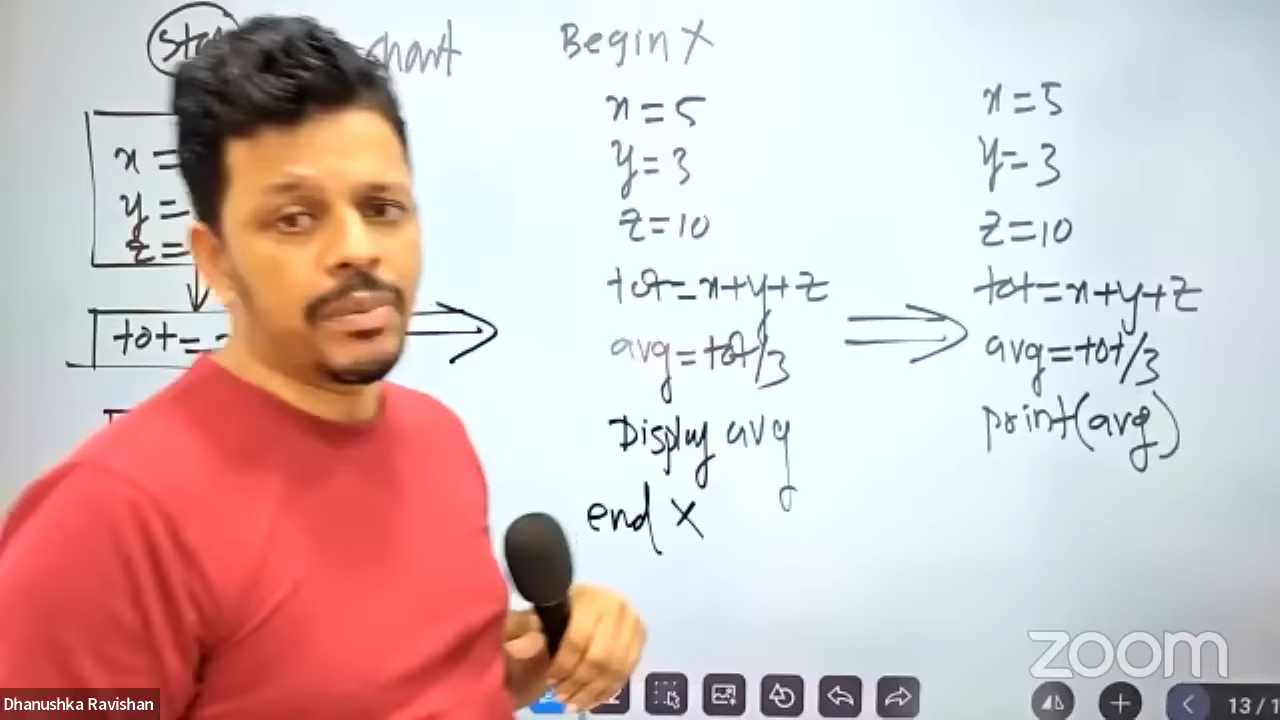 chart
x =
y =
z =
tot =
Begin X
x = 5
y = 3
z = 10
tot = x+y+z
avg = tot/3
Display avg
end X
x = 5
y = 3
z = 10
tot = x+y+z
avg = tot/3
print(avg)
zoom
Dhanushka Ravishan
13/1